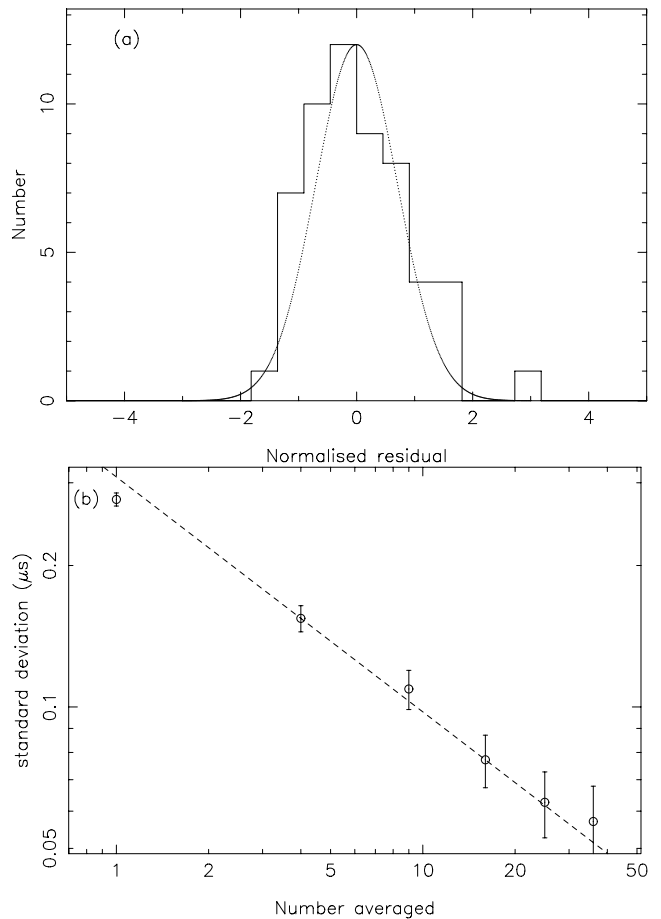 (a)
Number
10
5
0
−4 −2 0 2 4
Normalised residual
(b)
standard deviation (μs)
0.2
0.1
0.05
1 2 5 10 20 50
Number averaged